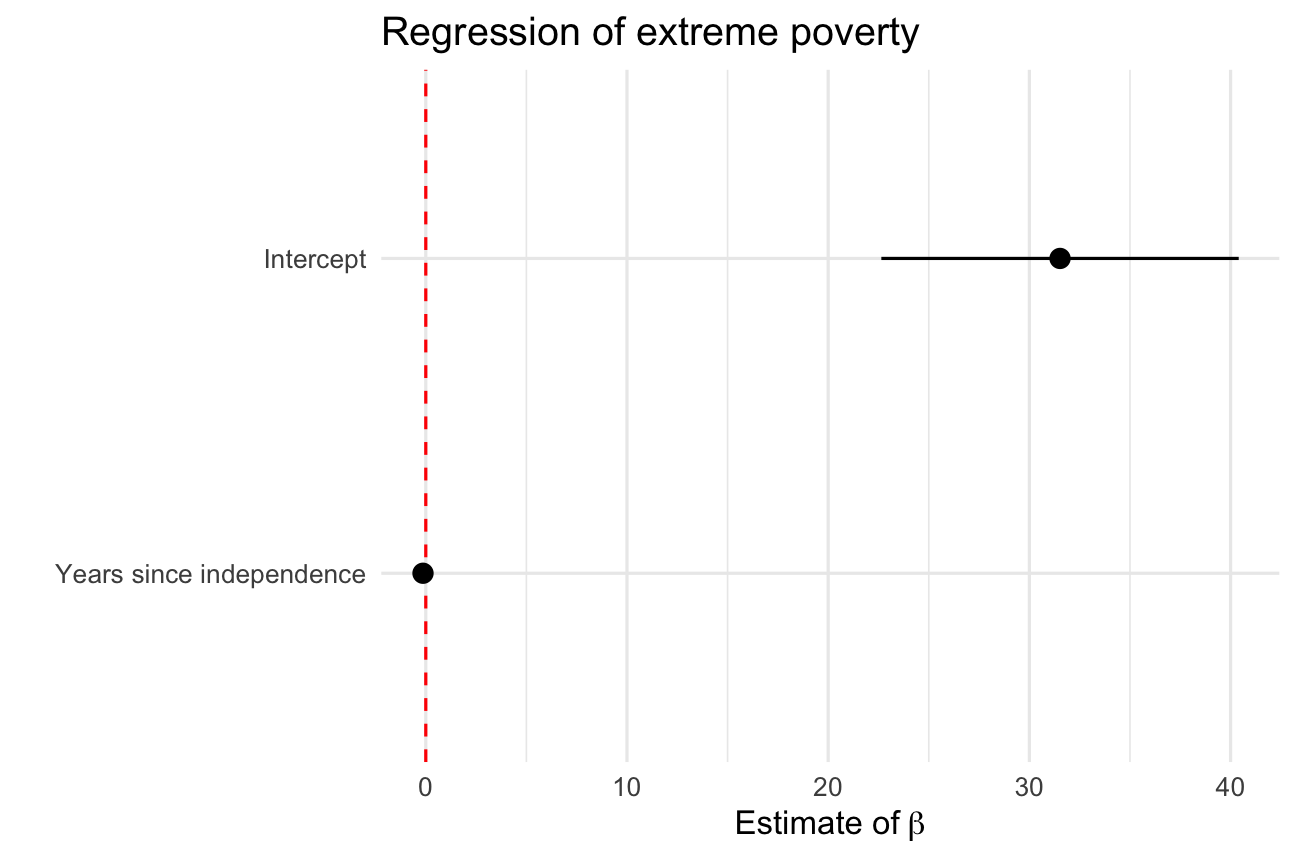 Regression of extreme poverty
Intercept
Years since independence
0 10 20 30 40
Estimate of β